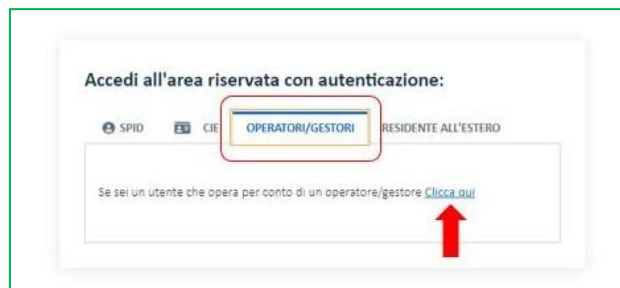 Accedi all'area riservata con autenticazione:
SPID CIE OPERATORI/GESTORI RESIDENTE ALL'ESTERO
Se sei un utente che opera per conto di un operatore/gestore Clicca qui